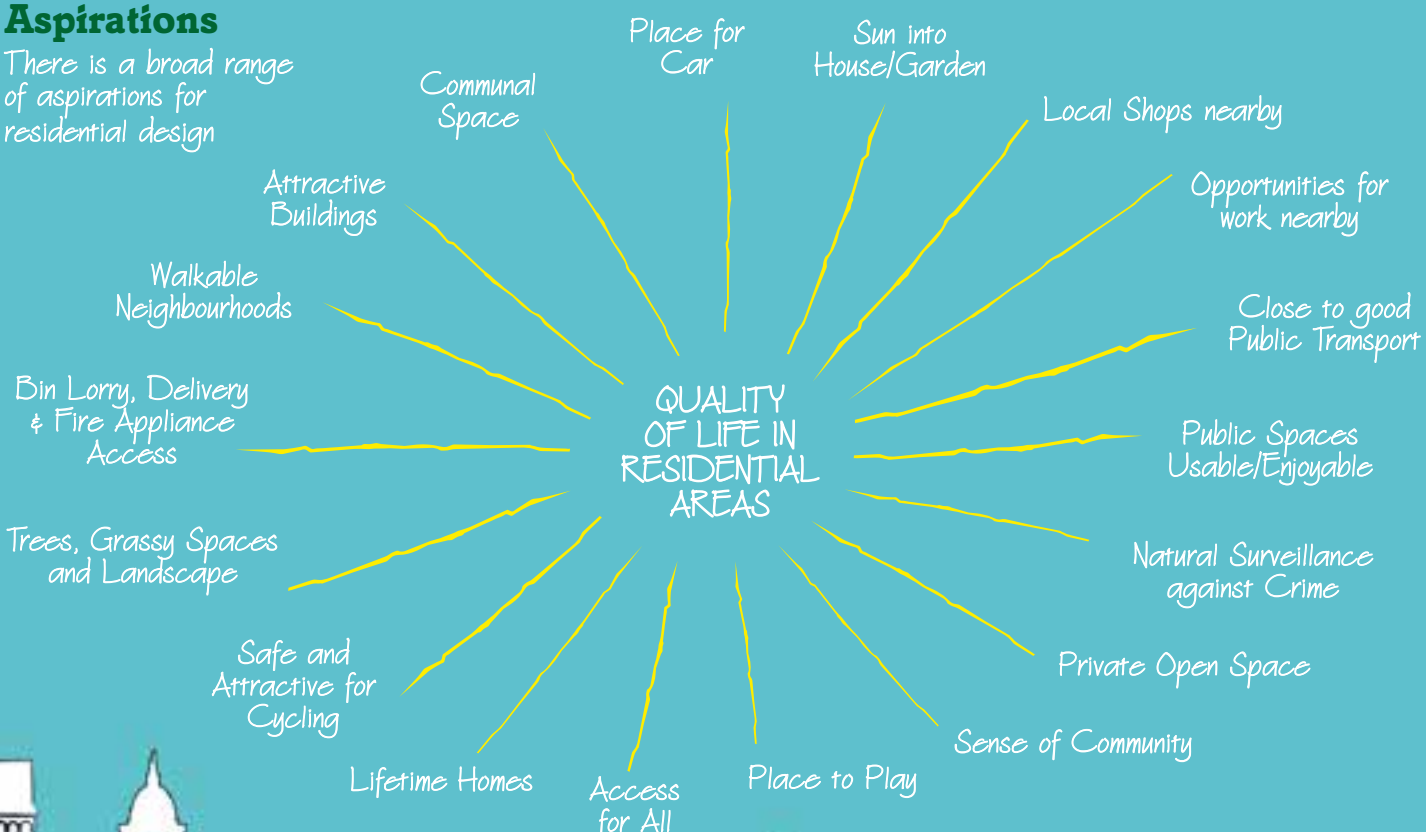 Aspirations
There is a broad range
of aspirations for
residential design
Place for
Car
Sun into
House/Garden
Local Shops nearby
Opportunities for
work nearby
Close to good
Public Transport
Public Spaces
Usable/Enjoyable
Natural Surveillance
against Crime
Private Open Space
Sense of Community
Place to Play
Access
for All
Lifetime Homes
Safe and
Attractive for
Cycling
Trees, Grassy Spaces
and Landscape
Bin Lorry, Delivery
& Fire Appliance
Access
Walkable
Neighbourhoods
Attractive
Buildings
Communal
Space
QUALITY
OF LIFE IN
RESIDENTIAL
AREAS